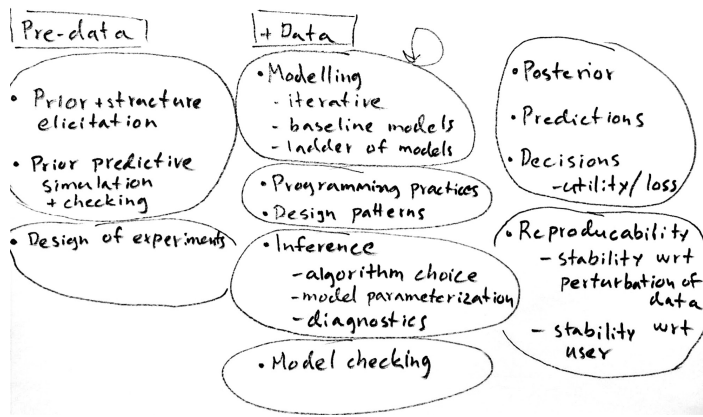 Pre-data
• Prior + structure
elicitation
• Prior predictive
simulation
+ checking
• Design of experiments
+ Data
• Modelling
- iterative
- baseline models
- ladder of models
• Programming practices
• Design patterns
• Inference
- algorithm choice
- model parameterization
- diagnostics
• Model checking
• Posterior
• Predictions
• Decisions
- utility/loss
• Reproducability
- stability wrt
perturbation of
data
- stability wrt
user